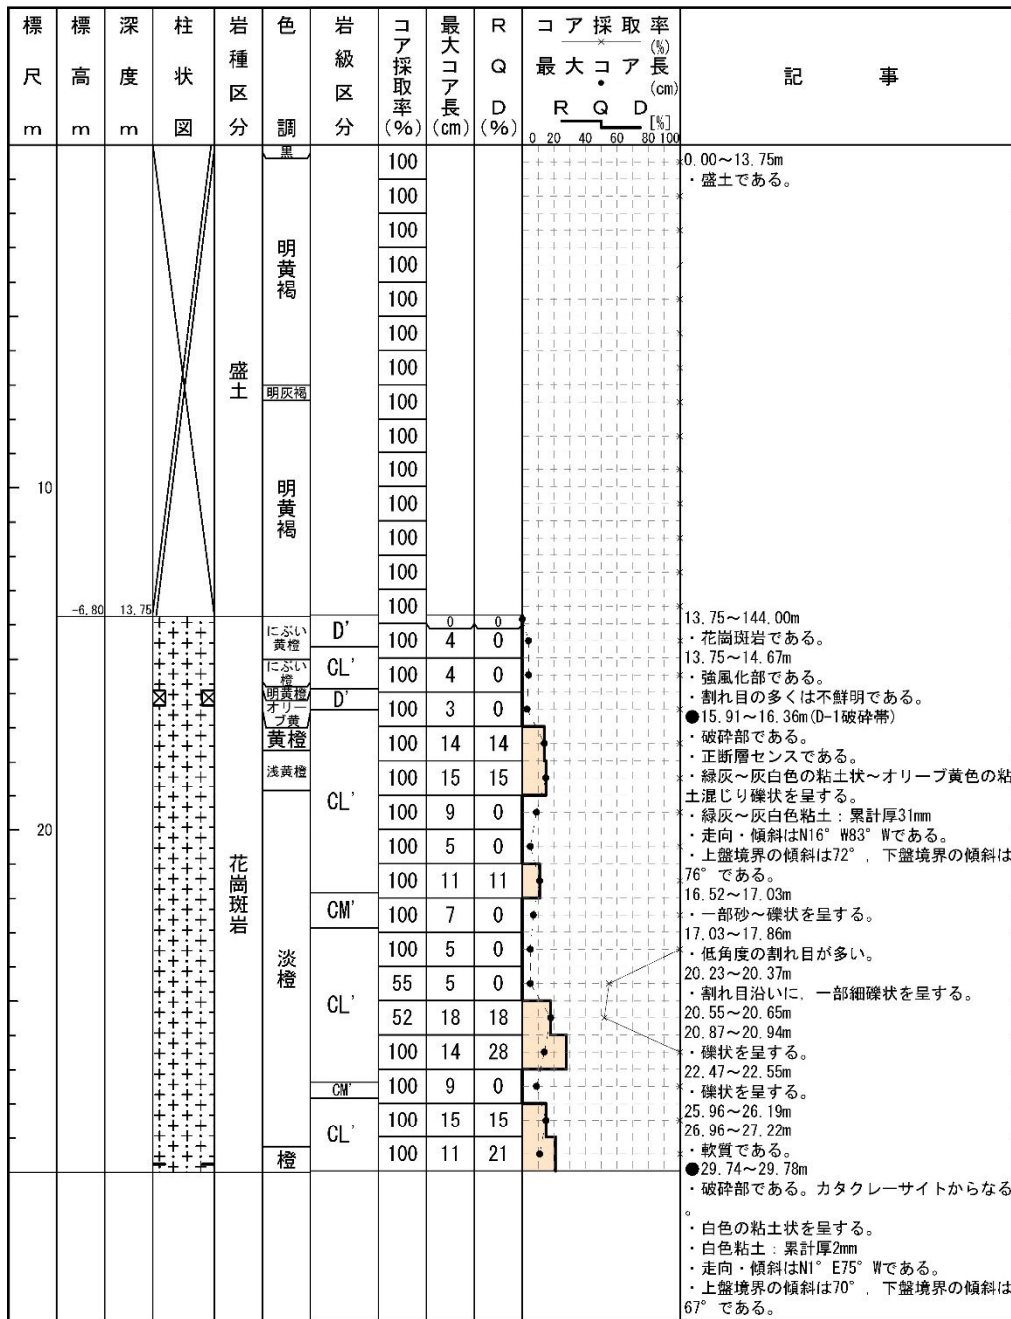 標尺m
標高m
深度m
柱状図
岩種区分
色調
岩級区分
コア採取率(%)
最大コア長(cm)
RQD(%)
コア採取率
(%)
最大コア長
(cm)
RQD
[%]
0 20 40 60 80 100
記事
黒
明黄褐
明灰褐
明黄褐
盛土
10
-6.80 13.75
100
100
100
100
100
100
100
100
100
100
100
100
100
100
0 0
100 4 0
100 4 0
100 3 0
100 14 14
100 15 15
100 9 0
100 5 0
100 11 11
100 7 0
100 5 0
55 5 0
52 18 18
100 14 28
100 9 0
100 15 15
100 11 21
20
花崗斑岩
にぶい
黄橙
にぶい
橙
明黄橙
オリー
ブ黄
黄橙
浅黄橙
淡橙
橙
D'
CL'
D'
CL'
CM'
CL'
CM'
CL'
0.00～13.75m
・盛土である。
13.75～144.00m
・花崗斑岩である。
13.75～14.67m
・強風化部である。
・割れ目の多くは不鮮明である。
●15.91～16.36m(D-1破砕帯)
・破砕部である。
・正断層センスである。
・緑灰～灰白色の粘土状～オリーブ黄色の粘
土混じり礫状を呈する。
・緑灰～灰白色粘土：累計厚31mm
・走向・傾斜はN16°W83°Wである。
・上盤境界の傾斜は72°，下盤境界の傾斜は
76°である。
16.52～17.03m
・一部砂～礫状を呈する。
17.03～17.86m
・低角度の割れ目が多い。
20.23～20.37m
・割れ目沿いに，一部細礫状を呈する。
20.55～20.65m
20.87～20.94m
・礫状を呈する。
22.47～22.55m
・礫状を呈する。
25.96～26.19m
26.96～27.22m
・軟質である。
●29.74～29.78m
・破砕部である。カタクレーサイトからなる
。
・白色の粘土状を呈する。
・白色粘土：累計厚2mm
・走向・傾斜はN1°E75°Wである。
・上盤境界の傾斜は70°，下盤境界の傾斜は
67°である。